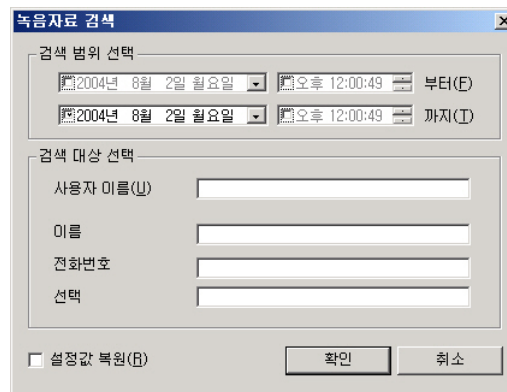 녹음자료 검색
검색 범위 선택
2004년 8월 2일 월요일 오후 12:00:49 부터(F)
2004년 8월 2일 월요일 오후 12:00:49 까지(T)
검색 대상 선택
사용자 이름(U)
이름
전화번호
선택
설정값 복원(R) 확인 취소